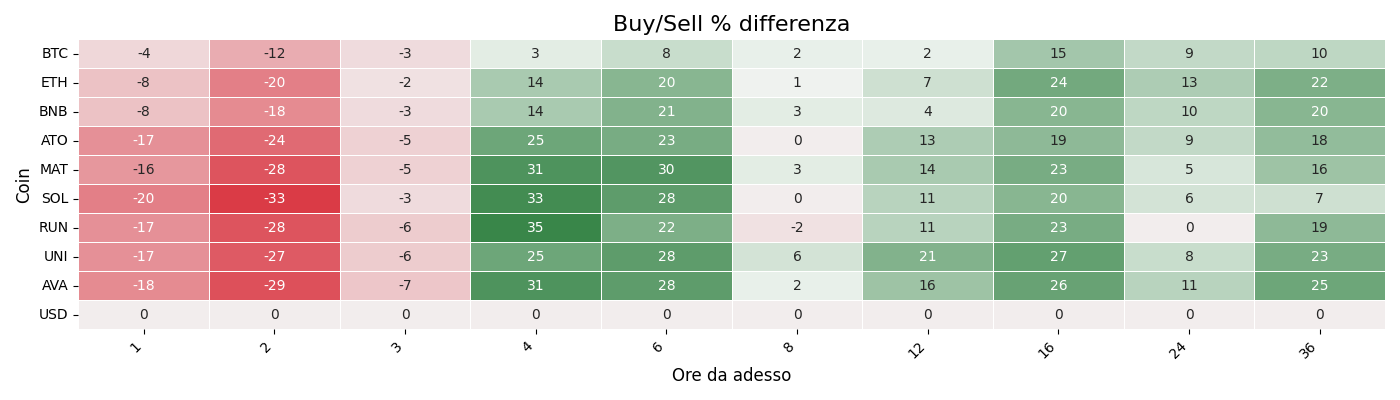 Buy/Sell % differenza
Coin
BTC -4 -12 -3 3 8 2 2 15 9 10
ETH -8 -20 -2 14 20 1 7 24 13 22
BNB -8 -18 -3 14 21 3 4 20 10 20
ATO -17 -24 -5 25 23 0 13 19 9 18
MAT -16 -28 -5 31 30 3 14 23 5 16
SOL -20 -33 -3 33 28 0 11 20 6 7
RUN -17 -28 -6 35 22 -2 11 23 0 19
UNI -17 -27 -6 25 28 6 21 27 8 23
AVA -18 -29 -7 31 28 2 16 26 11 25
USD 0 0 0 0 0 0 0 0 0 0
1 2 3 4 6 8 12 16 24 36
Ore da adesso